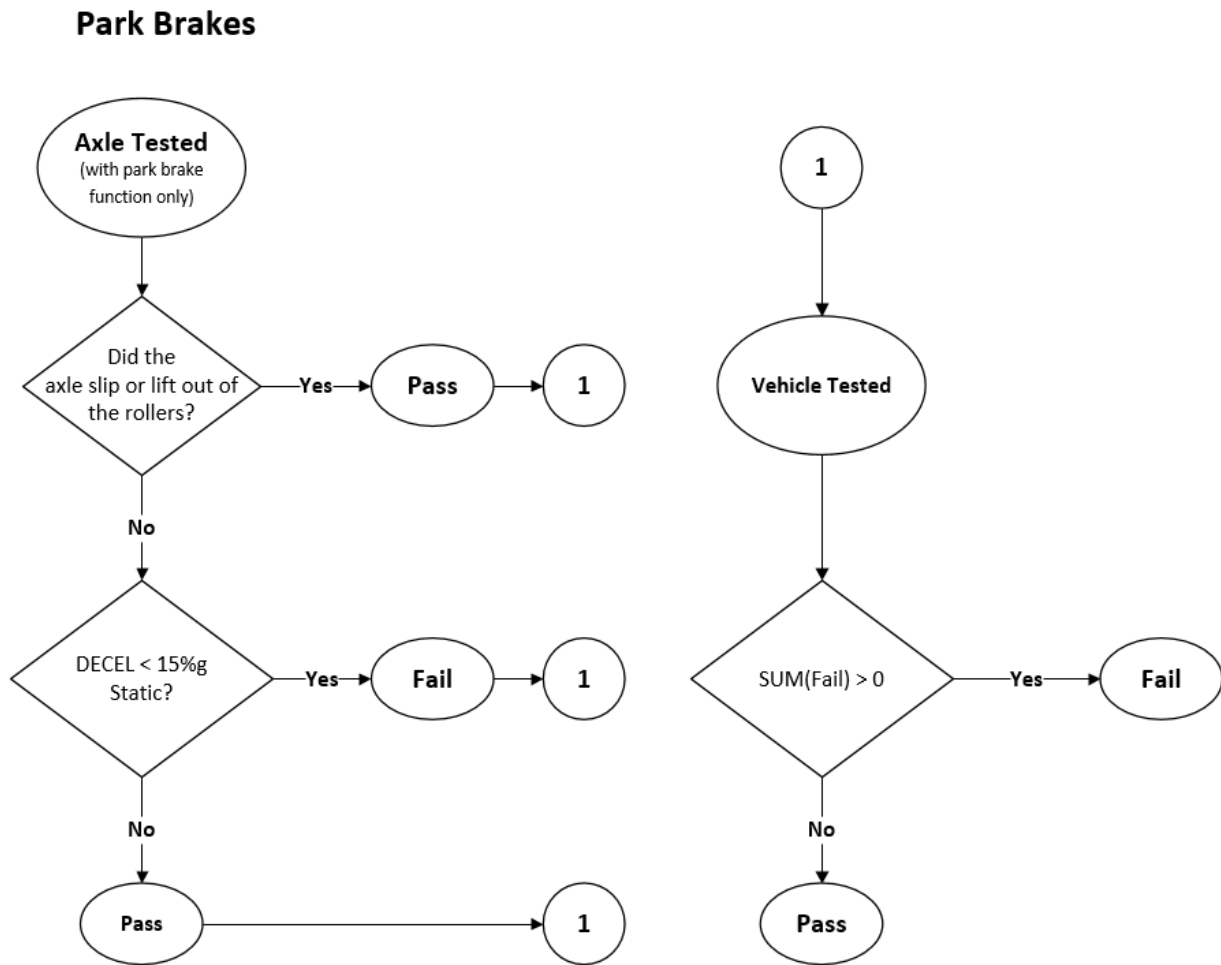 Park Brakes
Axle Tested
(with park brake
function only)
Did the
axle slip or lift out of
the rollers?
Yes
Pass
1
No
DECEL < 15%g
Static?
Yes
Fail
1
No
Pass
1
1
Vehicle Tested
SUM(Fail) > 0
Yes
Fail
No
Pass